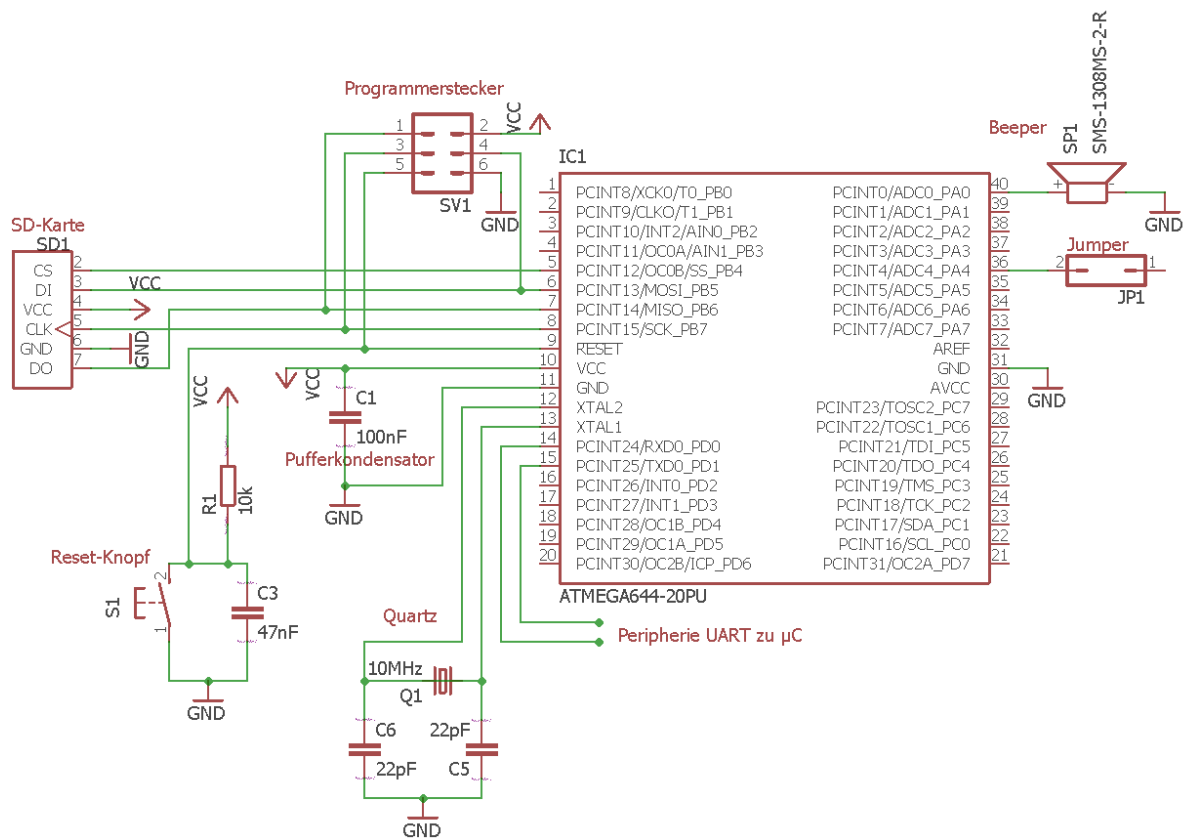 Programmerstecker
1
3
5
2
4
6
VCC
SV1
GND
SD-Karte
SD1
CS
DI
VCC
CLK
GND
DO
2
3
4
5
6
7
VCC
GND
VCC
R1
10k
Reset-Knopf
S1
2
1
C3
47nF
GND
VCC
C1
100nF
Pufferkondensator
GND
Quartz
10MHz
Q1
C6
22pF
22pF
C5
GND
IC1
1 PCINT8/XCK0/T0_PB0
2 PCINT9/CLKO/T1_PB1
3 PCINT10/INT2/AIN0_PB2
4 PCINT11/OC0A/AIN1_PB3
5 PCINT12/OC0B/SS_PB4
6 PCINT13/MOSI_PB5
7 PCINT14/MISO_PB6
8 PCINT15/SCK_PB7
9 RESET
10 VCC
11 GND
12 XTAL2
13 XTAL1
14 PCINT24/RXD0_PD0
15 PCINT25/TXD0_PD1
16 PCINT26/INT0_PD2
17 PCINT27/INT1_PD3
18 PCINT28/OC1B_PD4
19 PCINT29/OC1A_PD5
20 PCINT30/OC2B/ICP_PD6
PCINT0/ADC0_PA0 40
PCINT1/ADC1_PA1 39
PCINT2/ADC2_PA2 38
PCINT3/ADC3_PA3 37
PCINT4/ADC4_PA4 36
PCINT5/ADC5_PA5 35
PCINT6/ADC6_PA6 34
PCINT7/ADC7_PA7 33
AREF 32
GND 31
AVCC 30
PCINT23/TOSC2_PC7 29
PCINT22/TOSC1_PC6 28
PCINT21/TDI_PC5 27
PCINT20/TDO_PC4 26
PCINT19/TMS_PC3 25
PCINT18/TCK_PC2 24
PCINT17/SDA_PC1 23
PCINT16/SCL_PC0 22
PCINT31/OC2A_PD7 21
ATMEGA644-20PU
Peripherie UART zu µC
Beeper
SP1
SMS-1308MS-2-R
+
-
GND
Jumper
2
1
JP1
GND